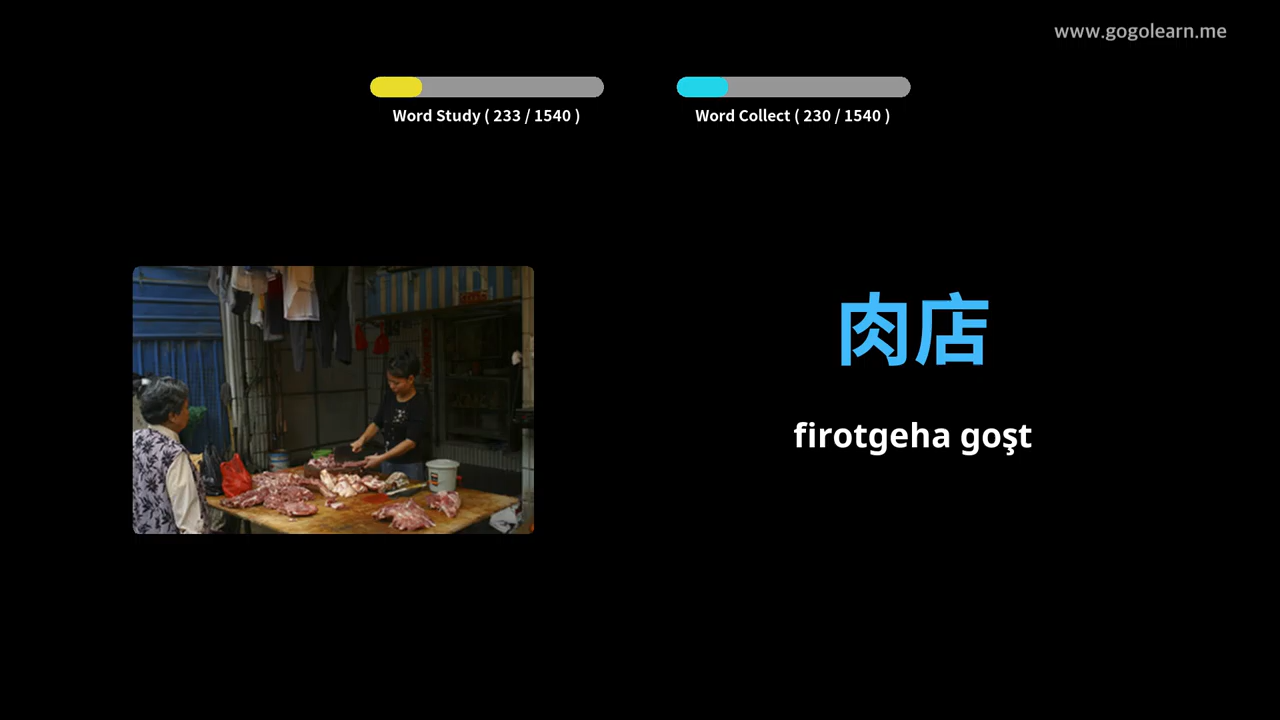 www.gogolearn.me
Word Study ( 233 / 1540 )
Word Collect ( 230 / 1540 )
肉店
firotgeha goşt